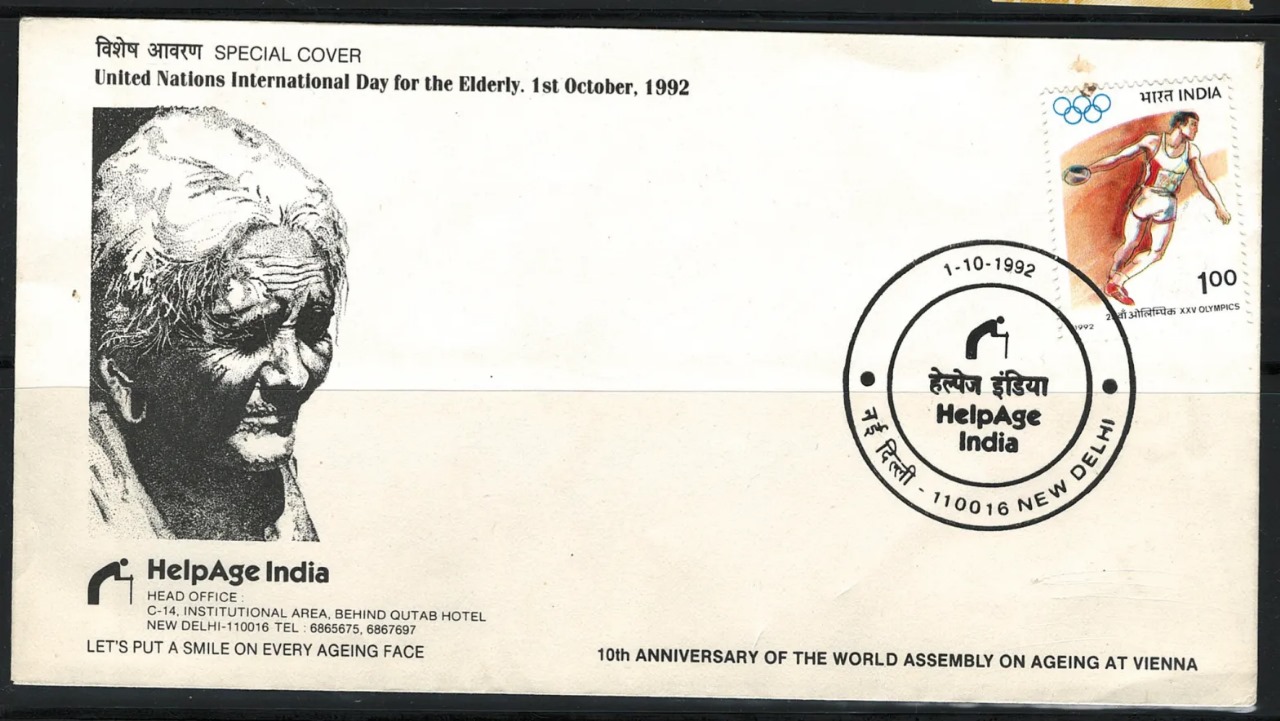 विशेष आवरण SPECIAL COVER
United Nations International Day for the Elderly. 1st October, 1992
भारत INDIA
100
1992
25वाँ ओलिम्पिक XXV OLYMPICS
1-10-1992
हेल्पेज इंडिया
HelpAge
India
नई दिल्ली - 110016 NEW DELHI
HelpAge India
HEAD OFFICE :
C-14, INSTITUTIONAL AREA, BEHIND QUTAB HOTEL
NEW DELHI-110016 TEL : 6865675, 6867697
LET'S PUT A SMILE ON EVERY AGEING FACE
10th ANNIVERSARY OF THE WORLD ASSEMBLY ON AGEING AT VIENNA